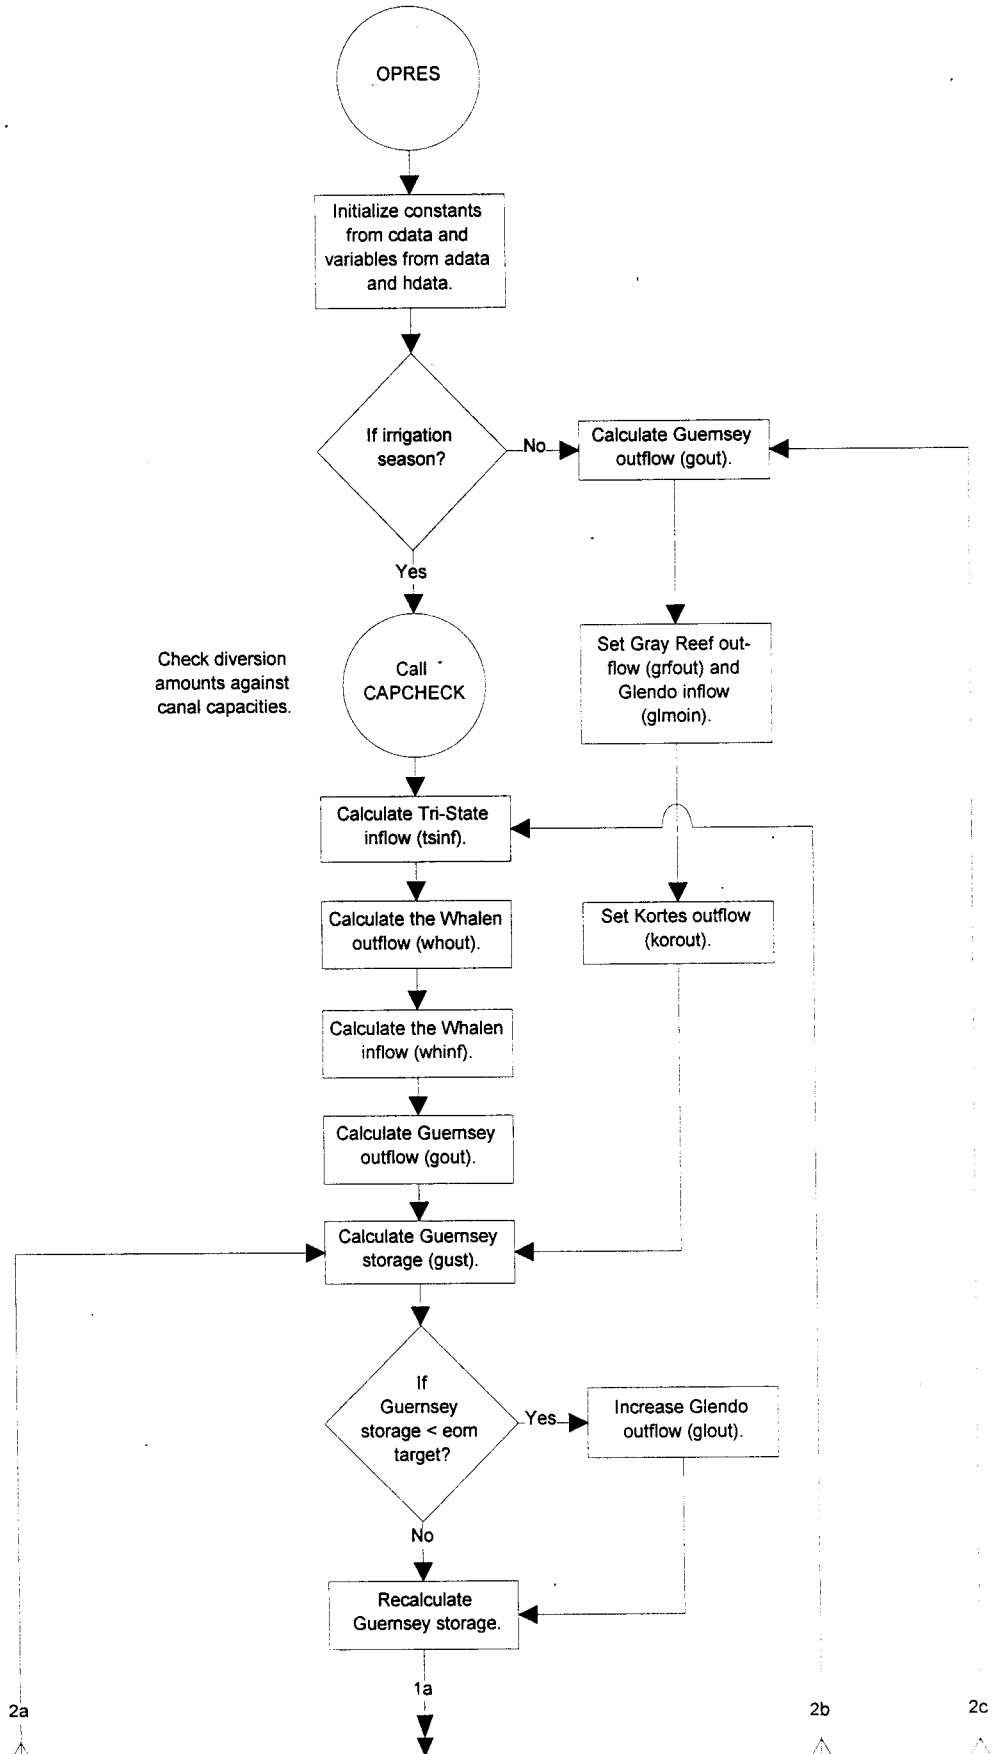 OPRES
Initialize constants
from cdata and
variables from adata
and hdata.
If irrigation
season?
No
Calculate Guernsey
outflow (gout).
Yes
Check diversion
amounts against
canal capacities.
Call
CAPCHECK
Set Gray Reef out-
flow (grfout) and
Glendo inflow
(glmoin).
Calculate Tri-State
inflow (tsinf).
Calculate the Whalen
outflow (whout).
Set Kortes outflow
(korout).
Calculate the Whalen
inflow (whinf).
Calculate Guernsey
outflow (gout).
Calculate Guernsey
storage (gust).
If
Guernsey
storage < eom
target?
Yes
Increase Glendo
outflow (glout).
No
Recalculate
Guernsey storage.
1a
2a
2b
2c